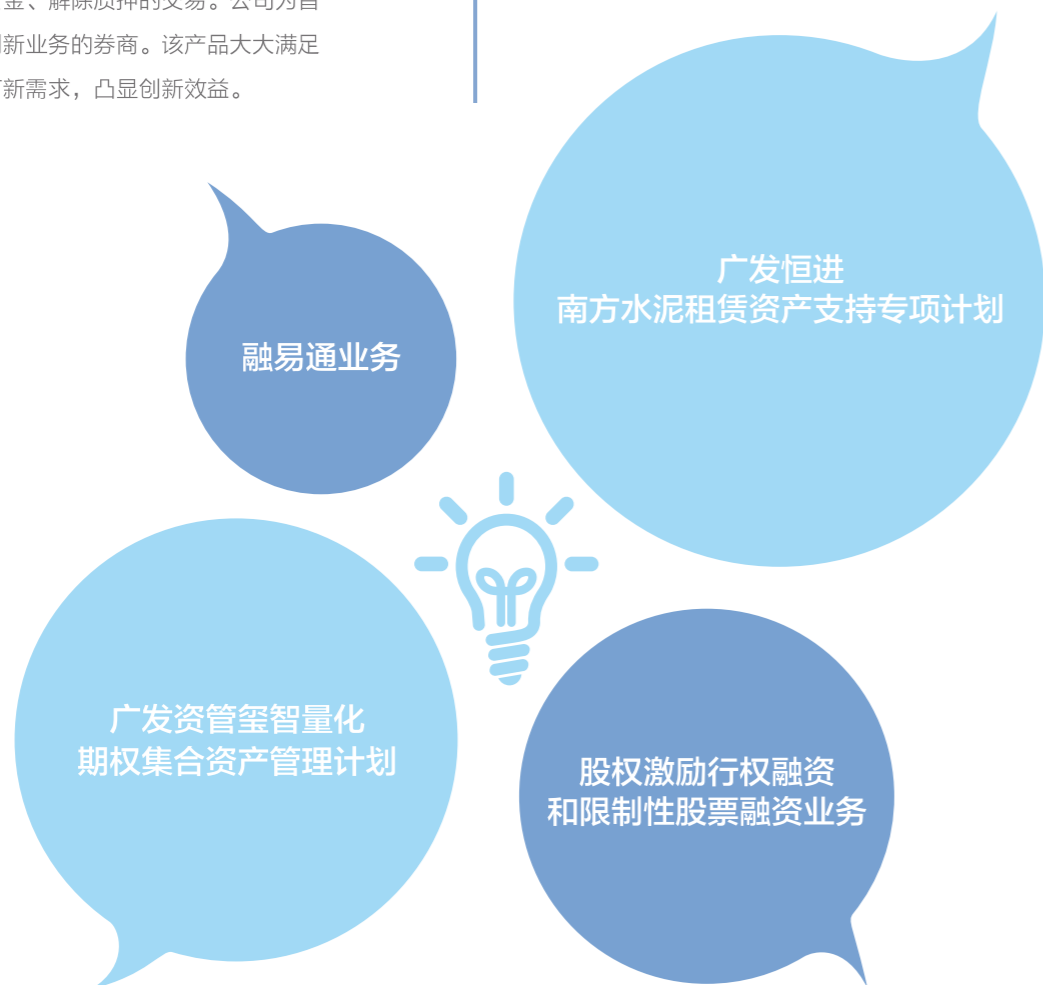 金、解除质押的交易。公司为首
创新业务的券商。该产品大大满足
新需求，凸显创新效益。
广发恒进
南方水泥租赁资产支持专项计划
融易通业务
广发资管玺智量化
期权集合资产管理计划
股权激励行权融资
和限制性股票融资业务